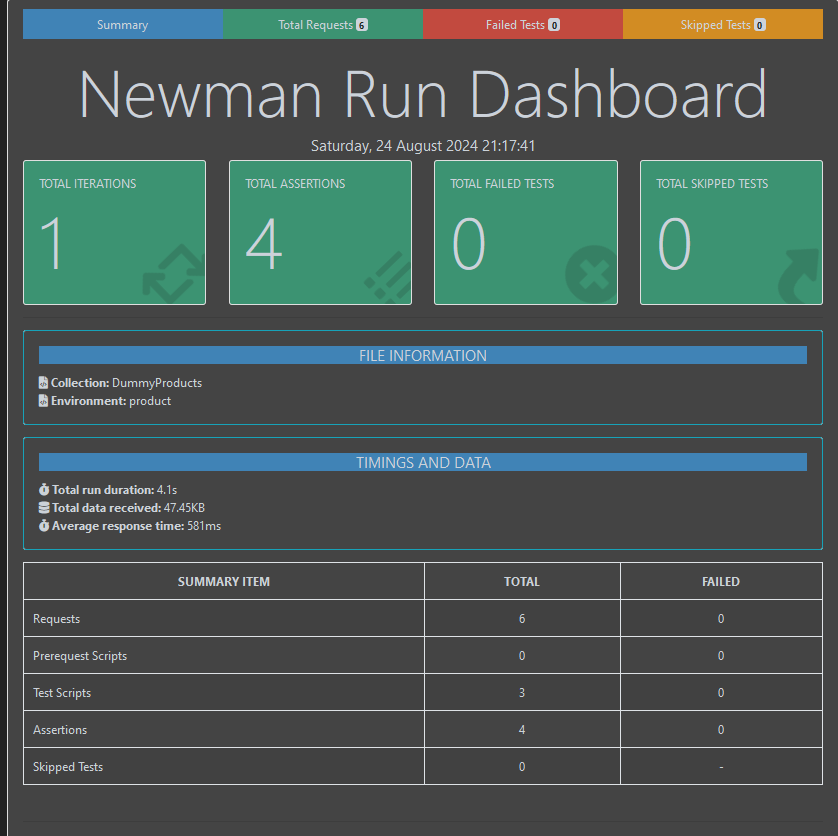 Summary
Total Requests 6
Failed Tests 0
Skipped Tests 0
Newman Run Dashboard
Saturday, 24 August 2024 21:17:41
TOTAL ITERATIONS
1
TOTAL ASSERTIONS
4
TOTAL FAILED TESTS
0
TOTAL SKIPPED TESTS
0
FILE INFORMATION
Collection: DummyProducts
Environment: product
TIMINGS AND DATA
Total run duration: 4.1s
Total data received: 47.45KB
Average response time: 581ms
SUMMARY ITEM TOTAL FAILED
Requests 6 0
Prerequest Scripts 0 0
Test Scripts 3 0
Assertions 4 0
Skipped Tests 0 -